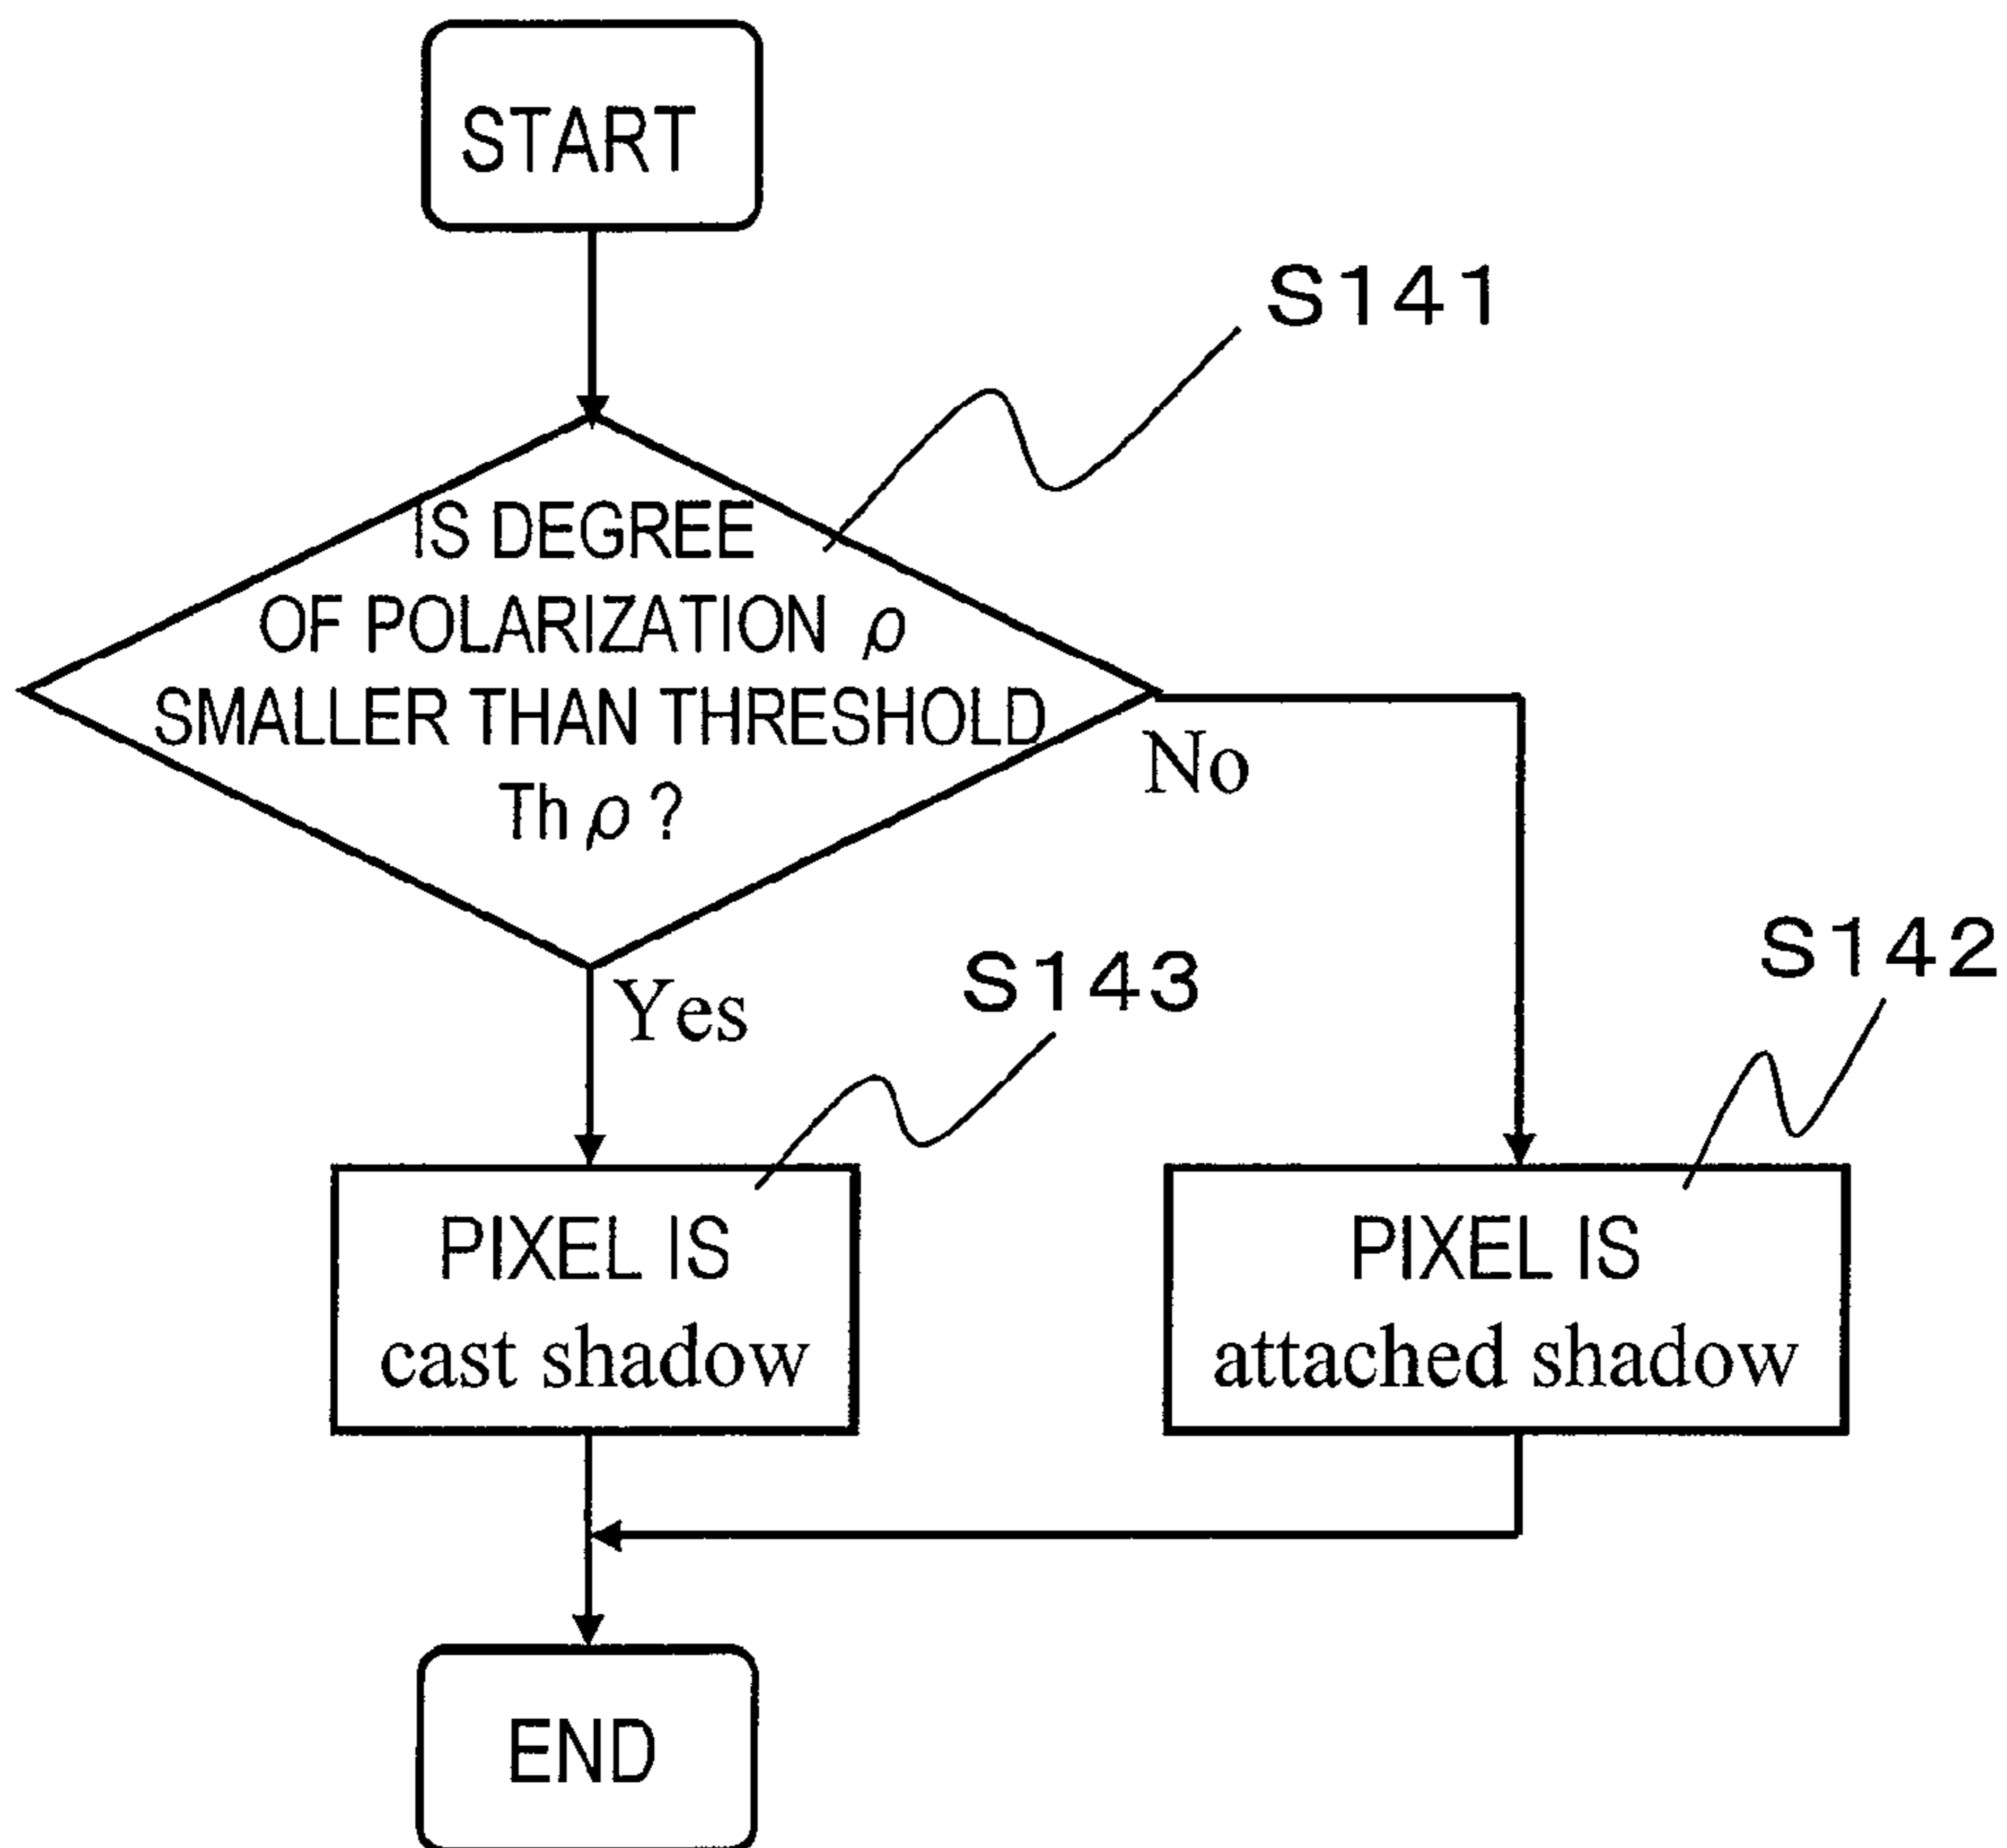 START
S141
IS DEGREE
OF POLARIZATION ρ
SMALLER THAN THRESHOLD
Th ρ ?
No
Yes
S143
S142
PIXEL IS
cast shadow
PIXEL IS
attached shadow
END